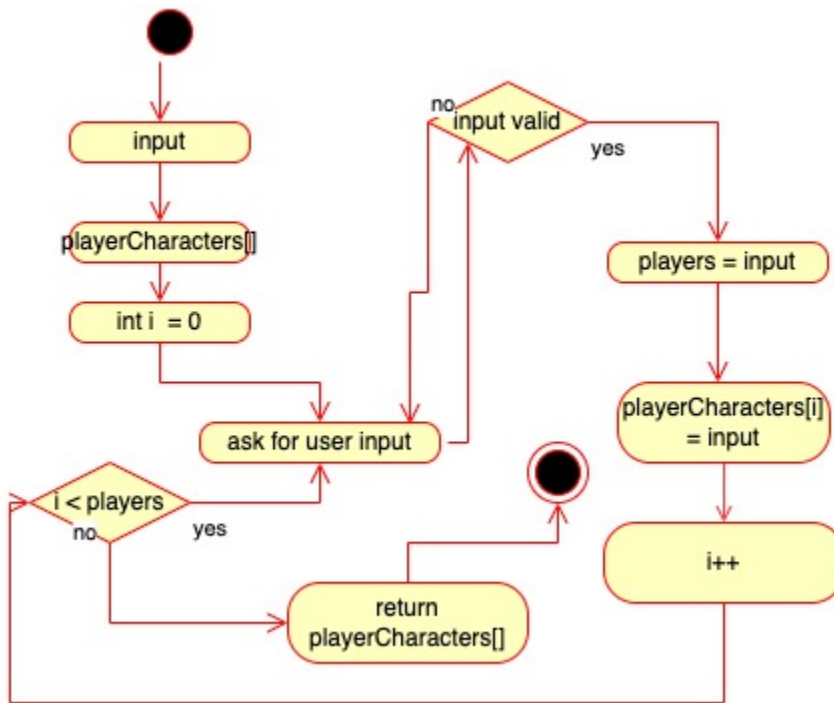 input
playerCharacters[]
int i = 0
ask for user input
no
input valid
yes
players = input
playerCharacters[i]
= input
i++
i < players
no
yes
return
playerCharacters[]